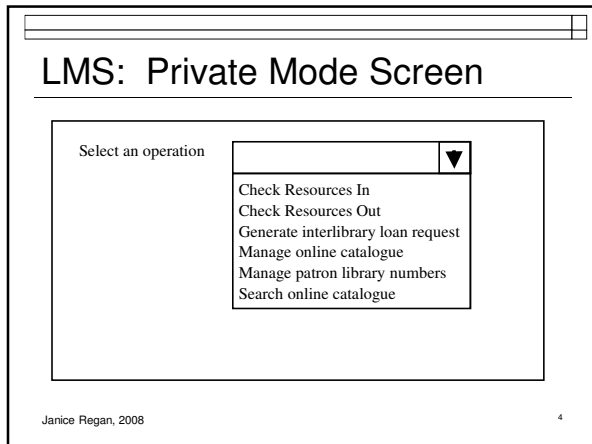 LMS: Private Mode Screen
Select an operation
Check Resources In
Check Resources Out
Generate interlibrary loan request
Manage online catalogue
Manage patron library numbers
Search online catalogue
Janice Regan, 2008
4